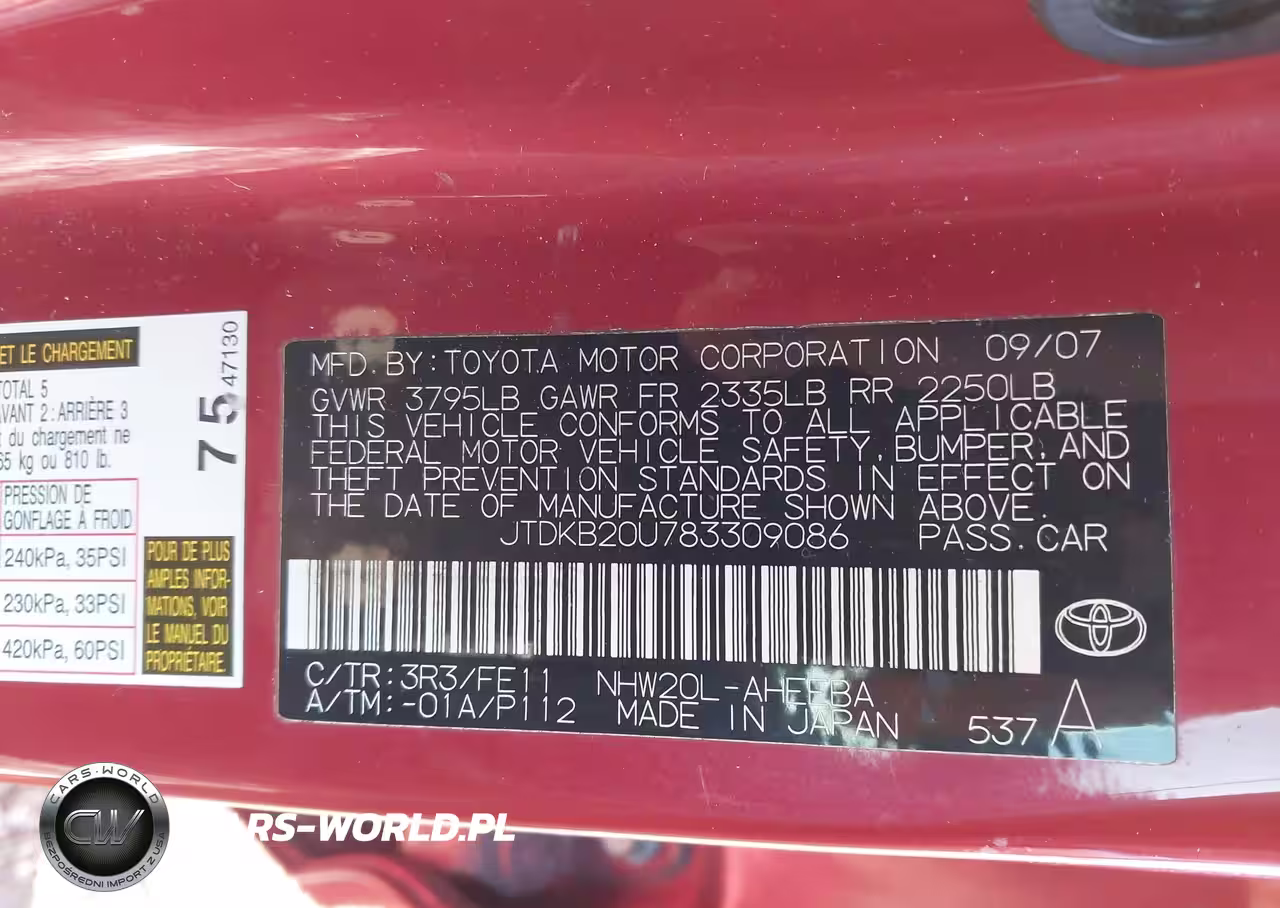 ET LE CHARGEMENT
TOTAL 5
AVANT 2 : ARRIÈRE 3
du chargement ne
65 kg ou 810 lb.
PRESSION DE
GONFLAGE À FROID
240kPa, 35PSI
230kPa, 33PSI
420kPa, 60PSI
75
47130
POUR DE PLUS
AMPLES INFOR-
MATIONS, VOIR
LE MANUEL DU
PROPRIÉTAIRE.
MFD. BY: TOYOTA MOTOR CORPORATION 09/07
GVWR 3795LB GAWR FR 2335LB RR 2250LB
THIS VEHICLE CONFORMS TO ALL APPLICABLE
FEDERAL MOTOR VEHICLE SAFETY, BUMPER, AND
THEFT PREVENTION STANDARDS IN EFFECT ON
THE DATE OF MANUFACTURE SHOWN ABOVE.
JTDKB20U783309086 PASS. CAR
C/TR: 3R3/FE11 NHW20L-AHEEBA
A/TM: -01A/P112 MADE IN JAPAN 537 A
CARS-WORLD
CW
BEZPOŚREDNI IMPORT Z USA
RS-WORLD.PL